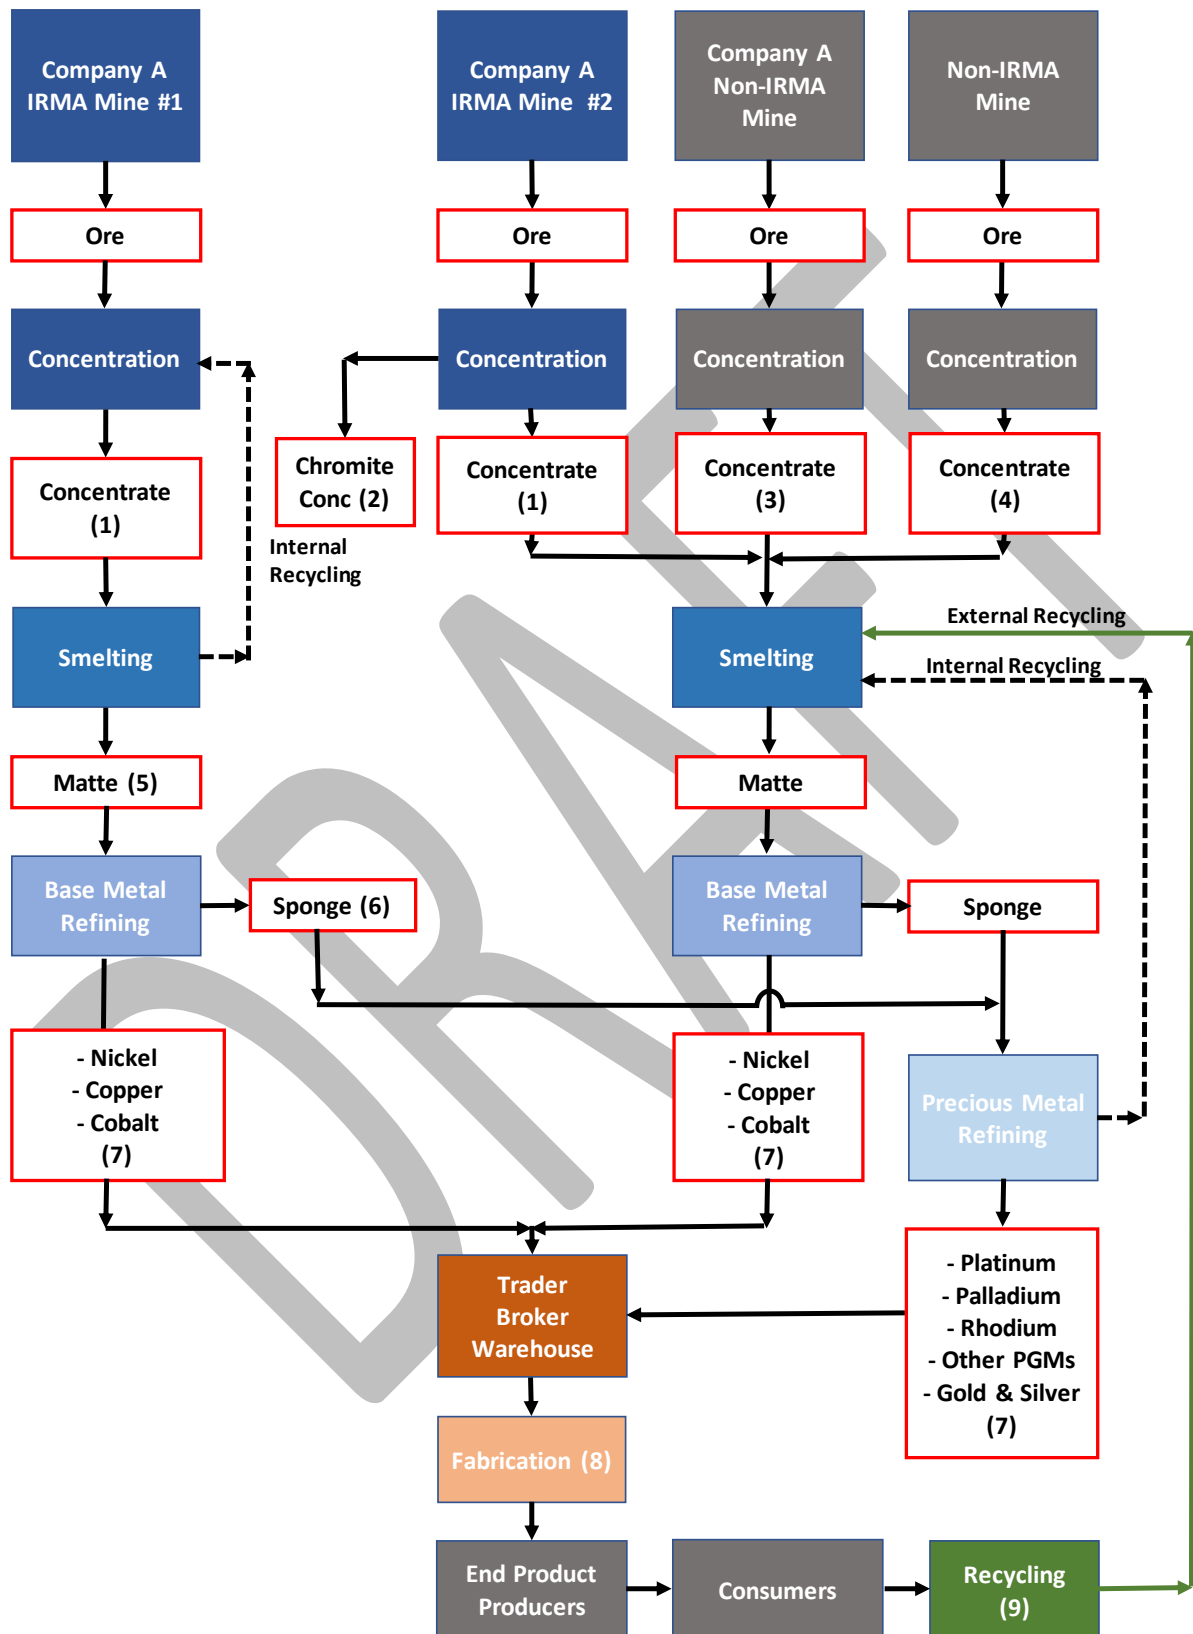 Company A
IRMA Mine #1
Company A
IRMA Mine #2
Company A
Non-IRMA
Mine
Non-IRMA
Mine
Ore
Ore
Ore
Ore
Concentration
Concentration
Concentration
Concentration
Concentrate
(1)
Chromite
Conc (2)
Concentrate
(1)
Concentrate
(3)
Concentrate
(4)
Internal
Recycling
External Recycling
Smelting
Smelting
Internal Recycling
Matte (5)
Matte
Base Metal
Refining
Sponge (6)
Base Metal
Refining
Sponge
- Nickel
- Copper
- Cobalt
(7)
- Nickel
- Copper
- Cobalt
(7)
Precious Metal
Refining
Trader
Broker
Warehouse
- Platinum
- Palladium
- Rhodium
- Other PGMs
- Gold & Silver
(7)
Fabrication (8)
End Product
Producers
Consumers
Recycling
(9)
DRAFT